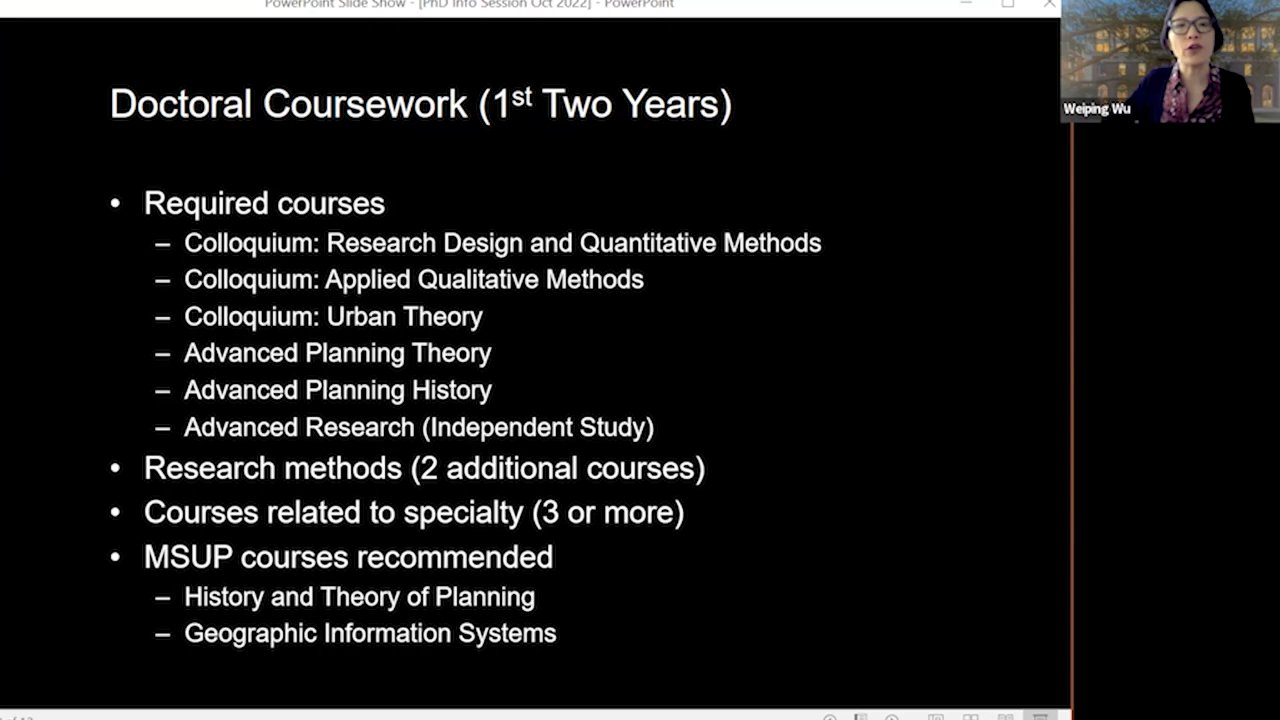 PowerPoint Slide Show - [PhD Info Session Oct 2022] - PowerPoint
Weiping Wu
Doctoral Coursework (1st Two Years)
• Required courses
– Colloquium: Research Design and Quantitative Methods
– Colloquium: Applied Qualitative Methods
– Colloquium: Urban Theory
– Advanced Planning Theory
– Advanced Planning History
– Advanced Research (Independent Study)
• Research methods (2 additional courses)
• Courses related to specialty (3 or more)
• MSUP courses recommended
– History and Theory of Planning
– Geographic Information Systems